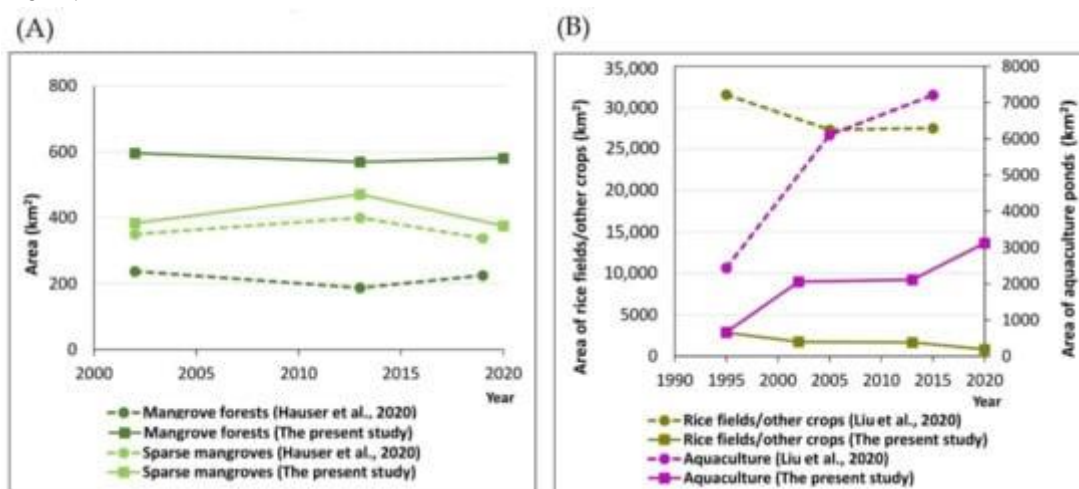 (A)
800
600
400
200
0
2000 2005 2010 2015 2020
Year
Area (km²)
Mangrove forests (Hauser et al., 2020)
Mangrove forests (The present study)
Sparse mangroves (Hauser et al., 2020)
Sparse mangroves (The present study)
(B)
35,000
30,000
25,000
20,000
15,000
10,000
5000
0
Area of rice fields/other crops (km²)
8000
7000
6000
5000
4000
3000
2000
1000
0
Area of aquaculture ponds (km²)
1990 1995 2000 2005 2010 2015 2020
Year
Rice fields/other crops (Liu et al., 2020)
Rice fields/other crops (The present study)
Aquaculture (Liu et al., 2020)
Aquaculture (The present study)